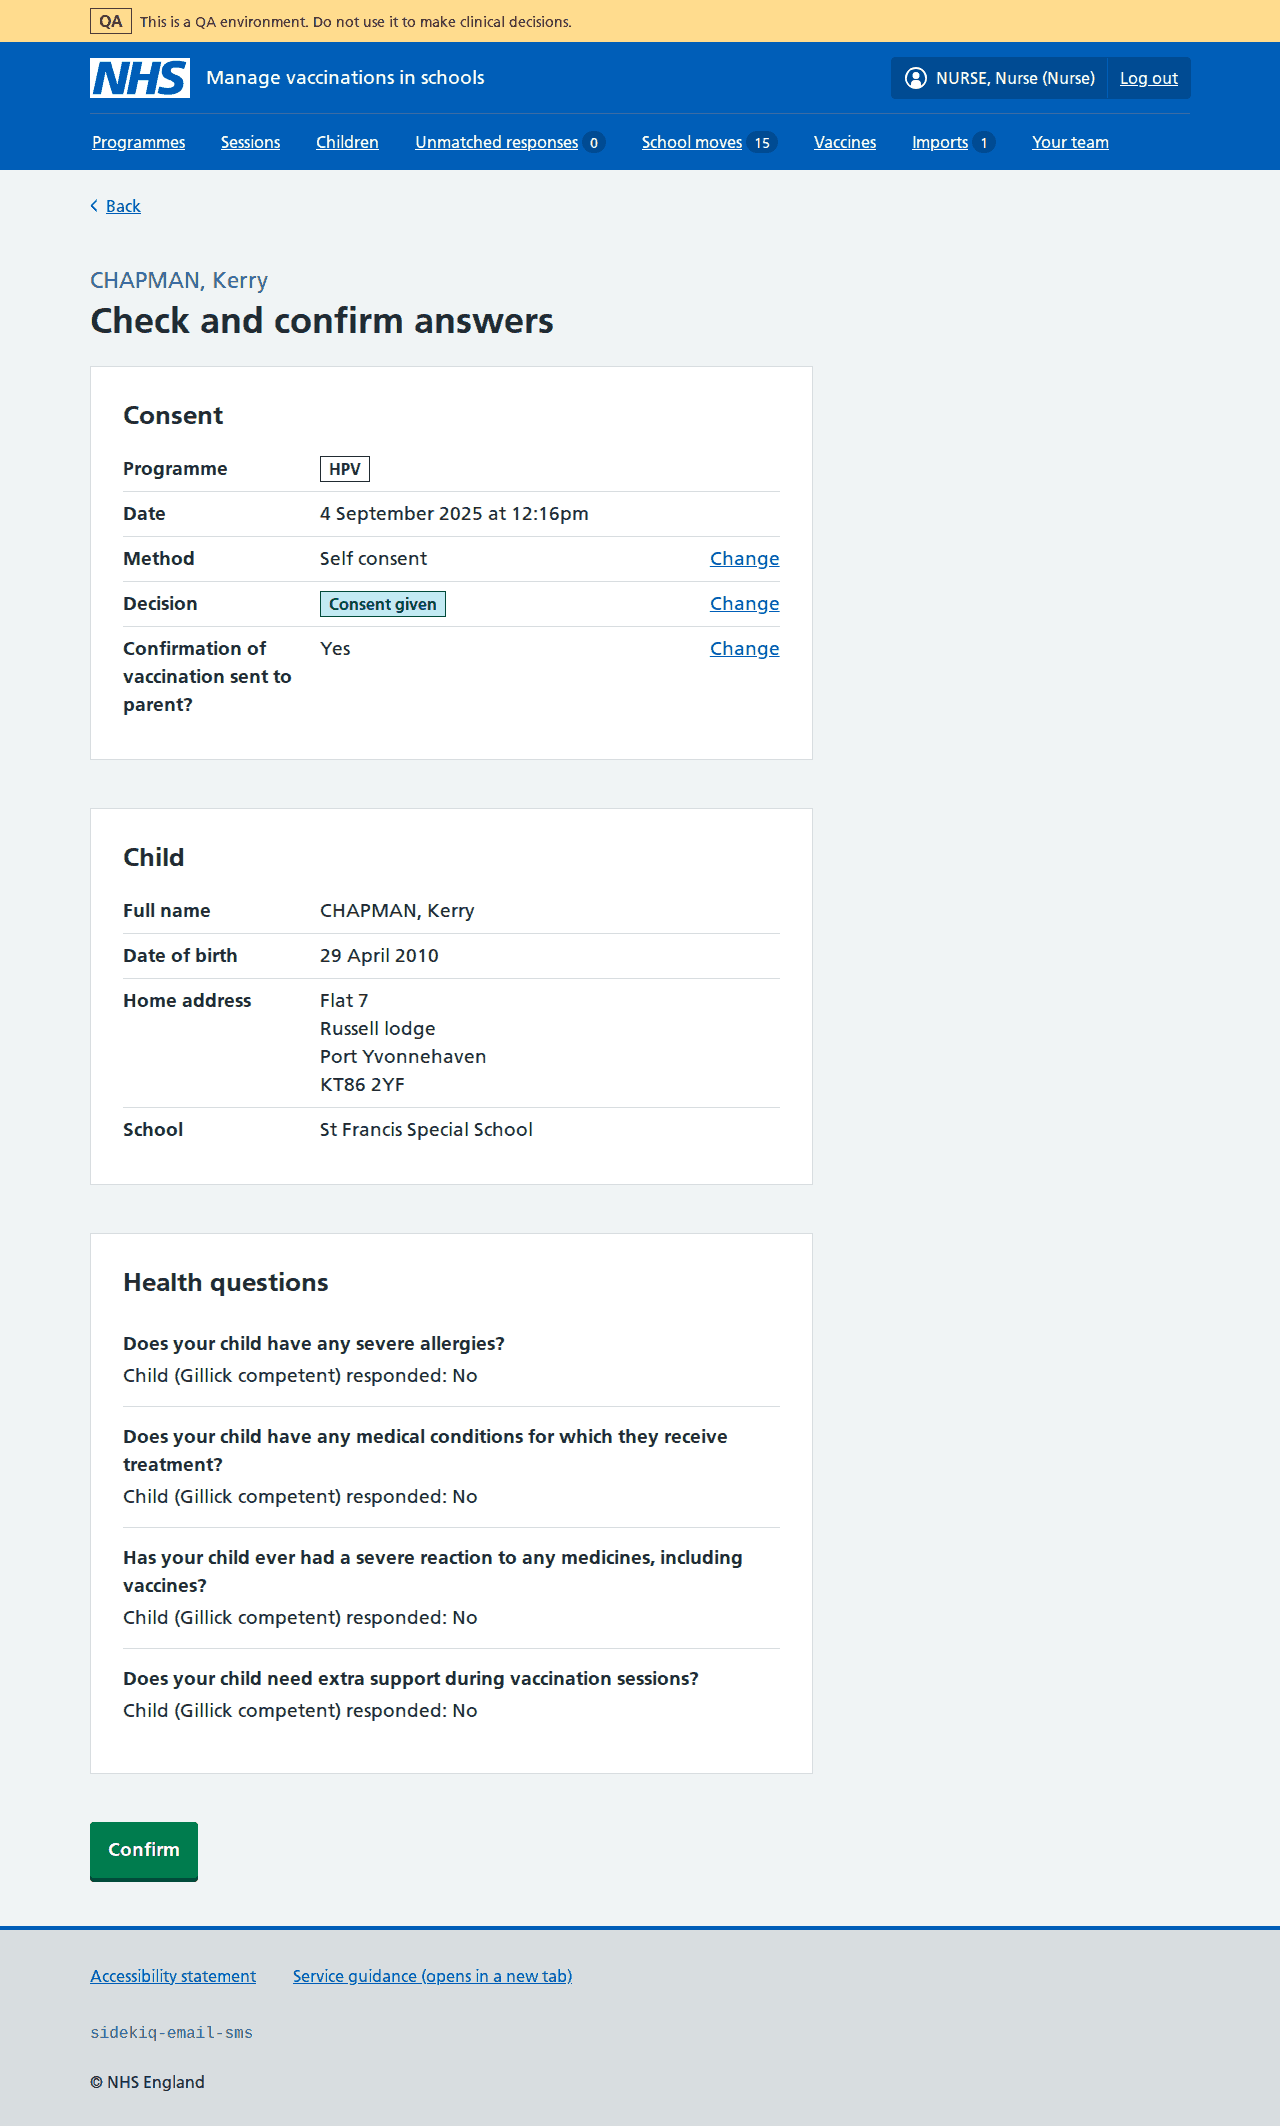 QA This is a QA environment. Do not use it to make clinical decisions.
NHS Manage vaccinations in schools NURSE, Nurse (Nurse) Log out
Programmes Sessions Children Unmatched responses 0 School moves 15 Vaccines Imports 1 Your team
Back
CHAPMAN, Kerry
Check and confirm answers
Consent
Programme HPV
Date 4 September 2025 at 12:16pm
Method Self consent Change
Decision Consent given Change
Confirmation of Yes Change
vaccination sent to
parent?
Child
Full name CHAPMAN, Kerry
Date of birth 29 April 2010
Home address Flat 7
Russell lodge
Port Yvonnehaven
KT86 2YF
School St Francis Special School
Health questions
Does your child have any severe allergies?
Child (Gillick competent) responded: No
Does your child have any medical conditions for which they receive
treatment?
Child (Gillick competent) responded: No
Has your child ever had a severe reaction to any medicines, including
vaccines?
Child (Gillick competent) responded: No
Does your child need extra support during vaccination sessions?
Child (Gillick competent) responded: No
Confirm
Accessibility statement Service guidance (opens in a new tab)
sidekiq-email-sms
© NHS England